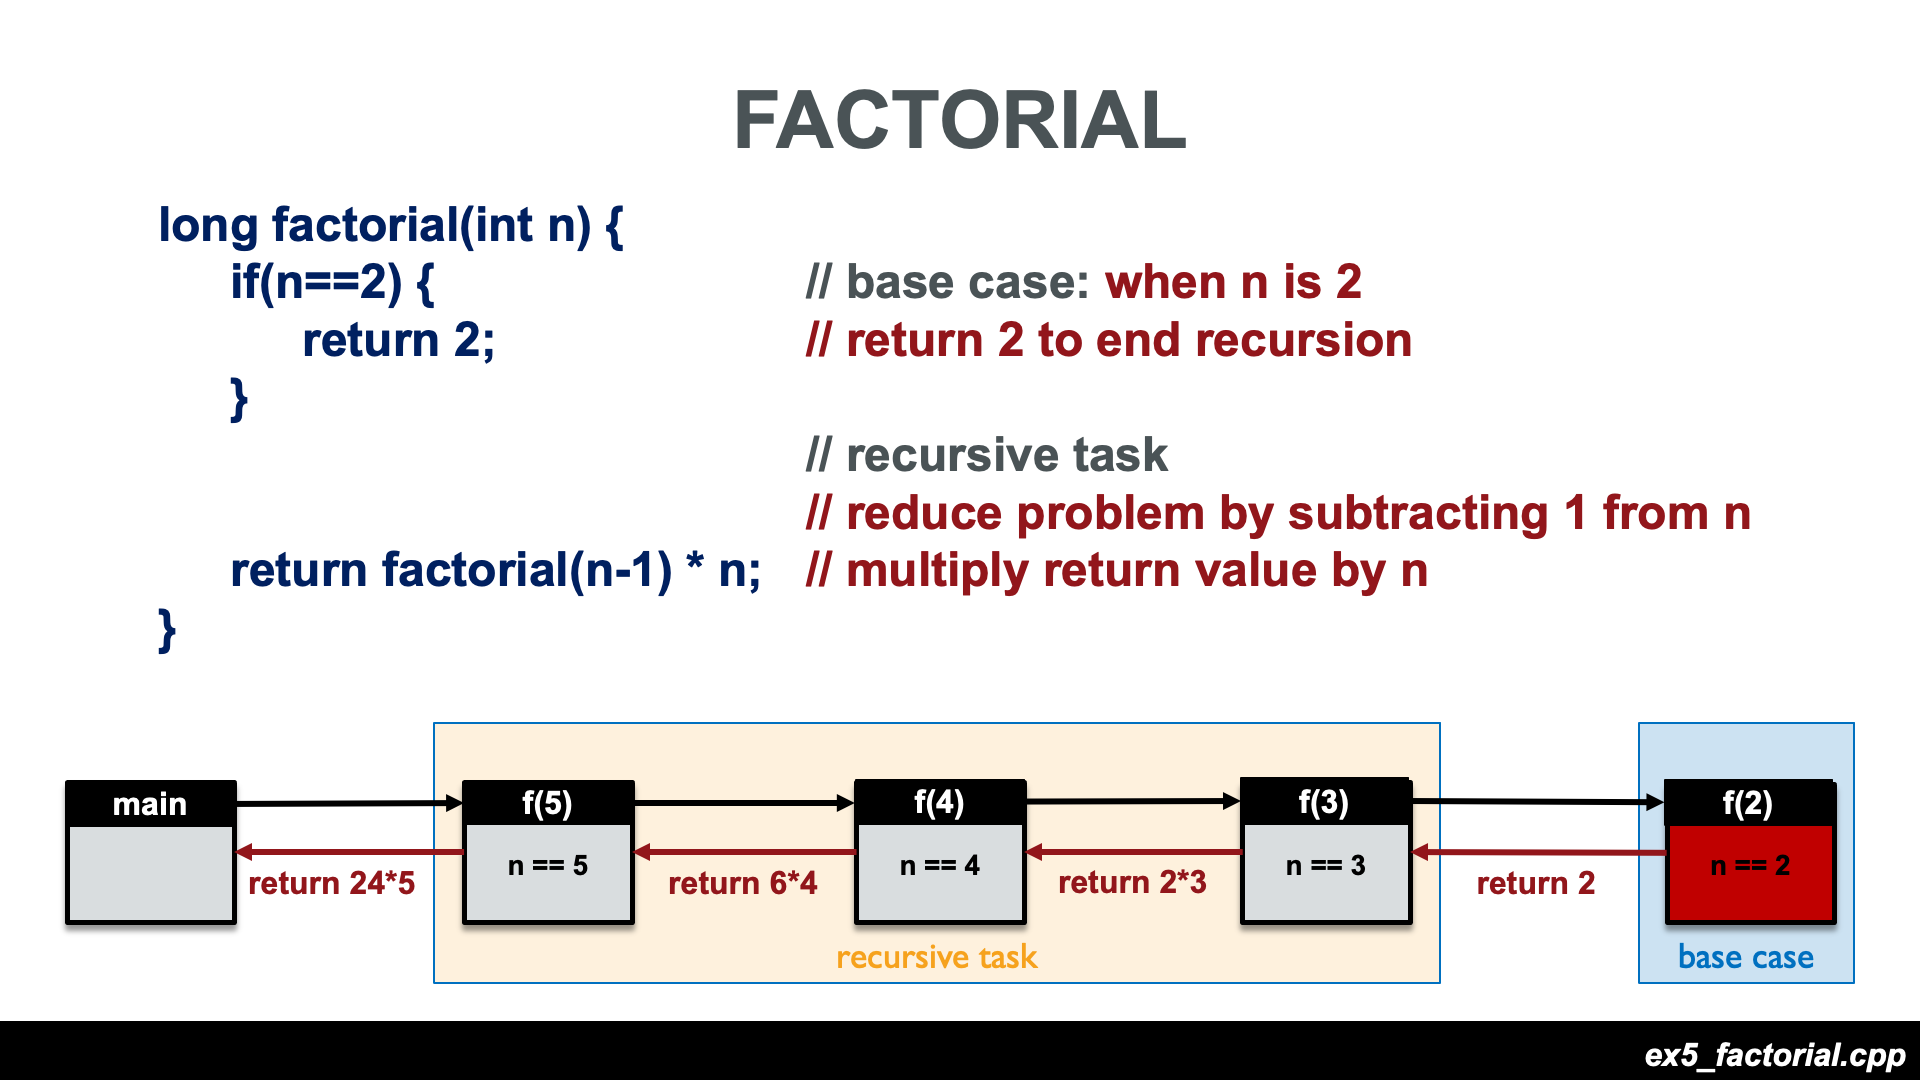 FACTORIAL
long factorial(int n) {
if(n==2) { // base case: when n is 2
return 2; // return 2 to end recursion
}
// recursive task
// reduce problem by subtracting 1 from n
return factorial(n-1) * n; // multiply return value by n
}
main f(5) f(4) f(3) f(2)
n == 5 n == 4 n == 3 n == 2
return 24*5 return 6*4 return 2*3 return 2
recursive task base case
ex5_factorial.cpp